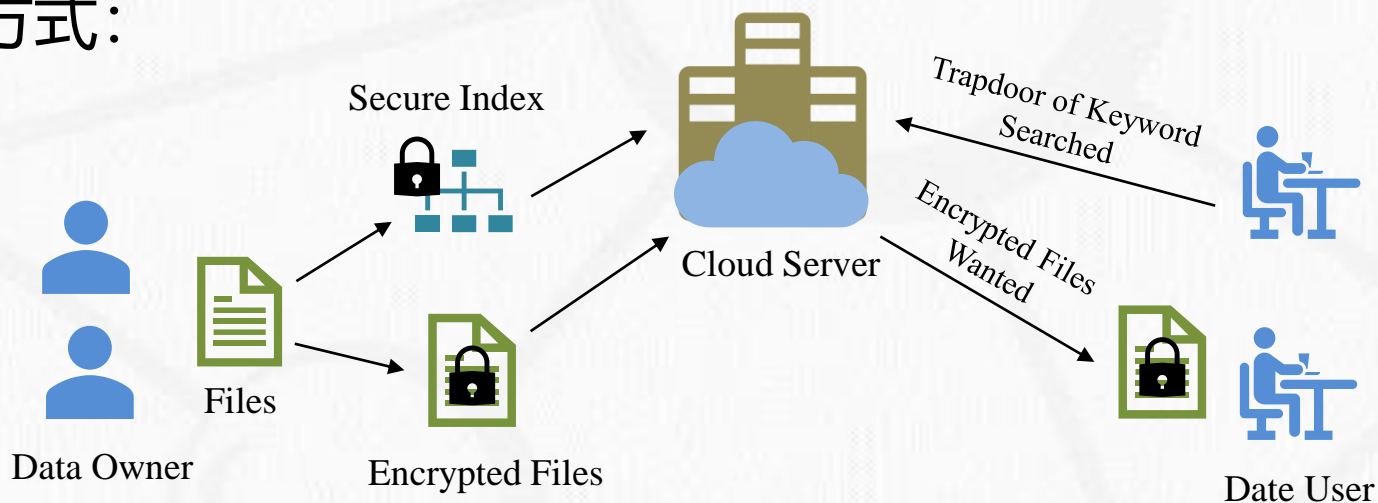 方式：
Secure Index
Trapdoor of Keyword
Searched
Encrypted Files
Wanted
Cloud Server
Files
Data Owner
Encrypted Files
Date User